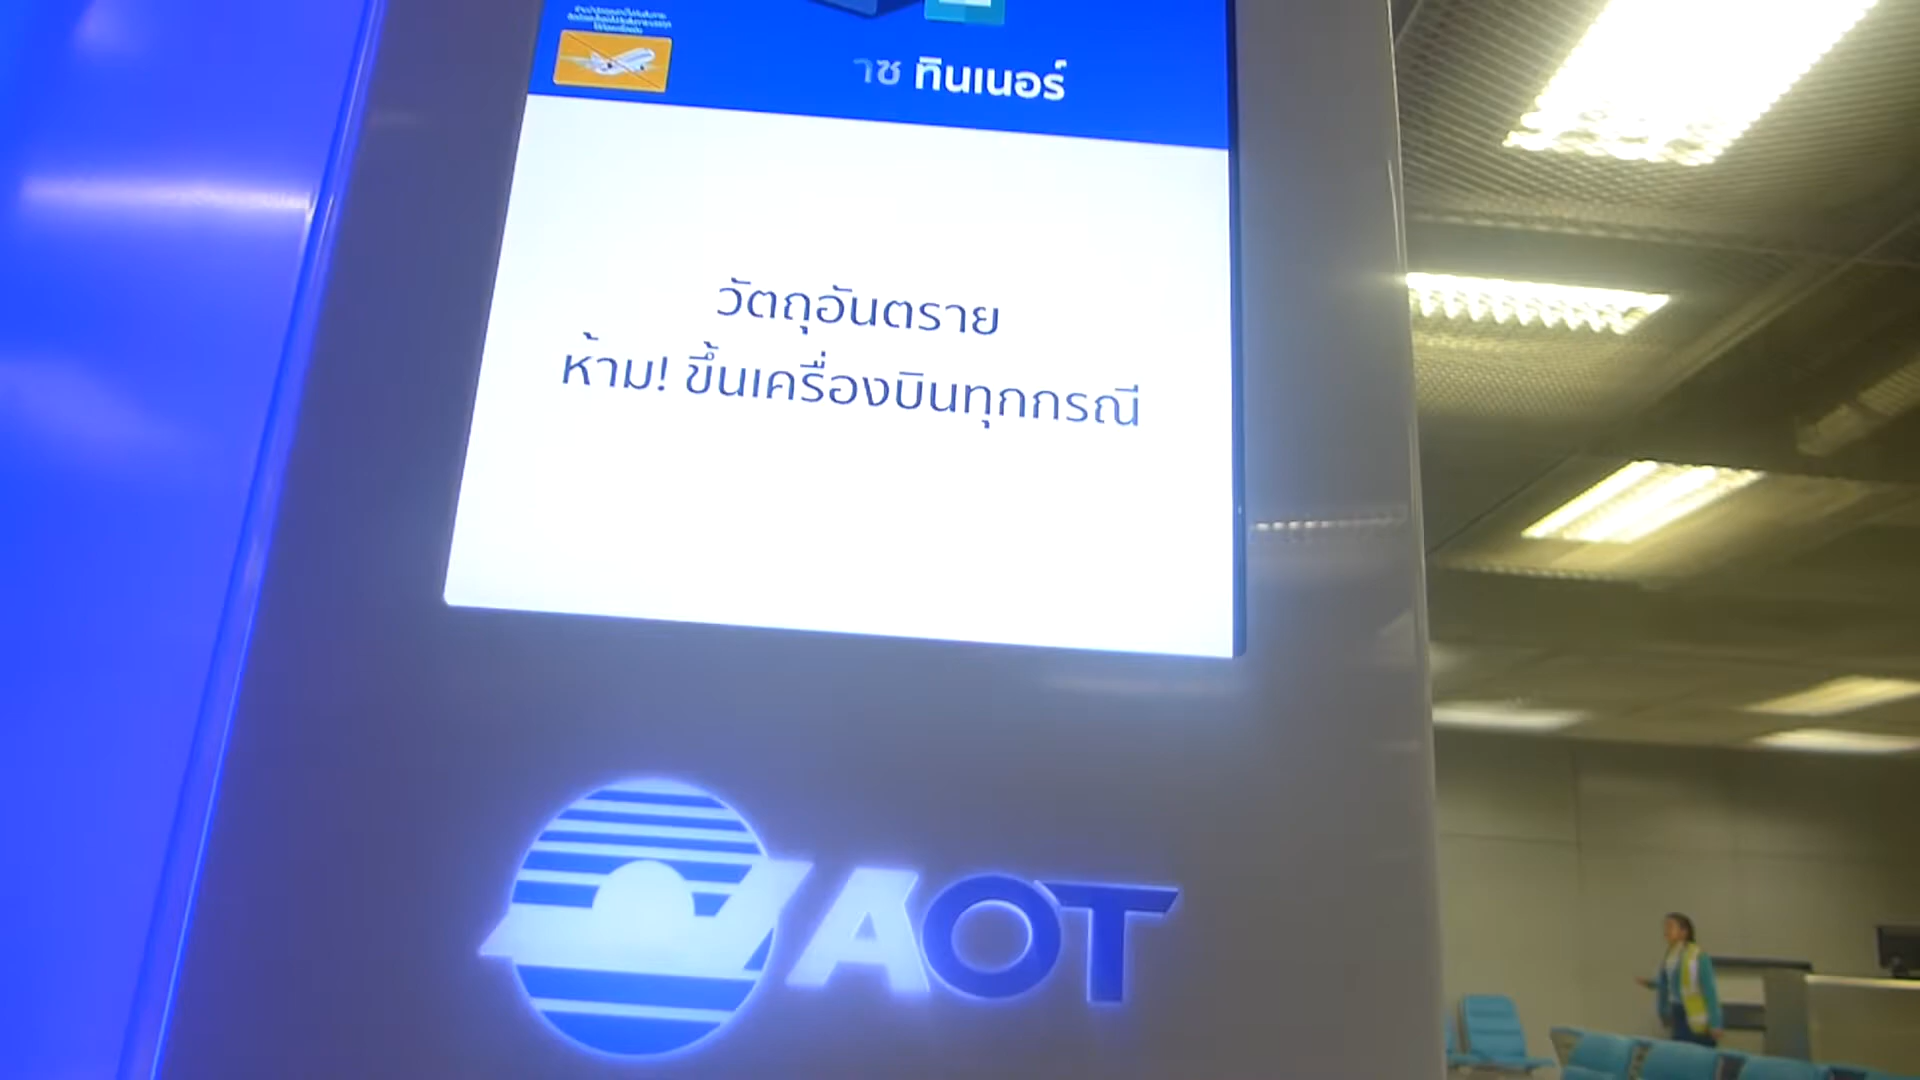 าซ ทินเนอร์
วัตถุอันตราย
ห้าม! ขึ้นเครื่องบินทุกกรณี
AOT